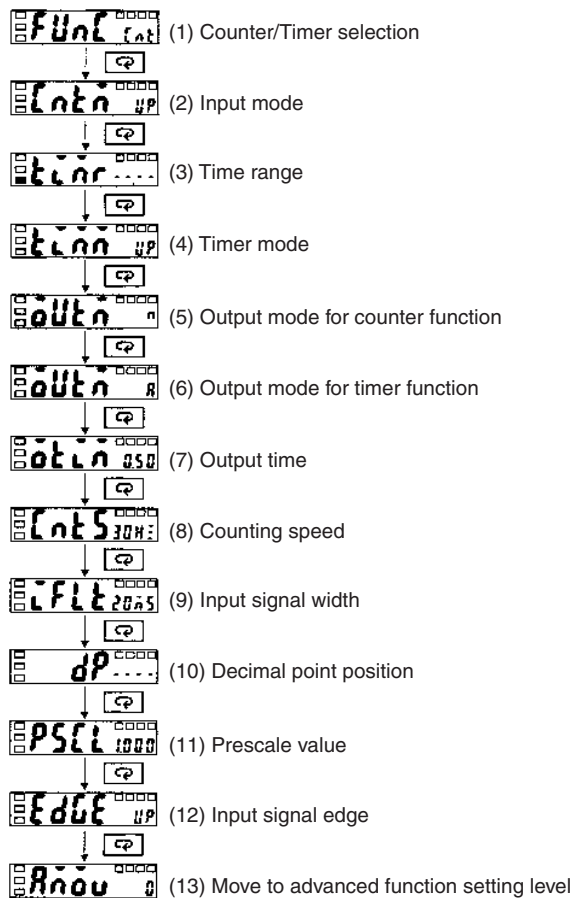 FUnC Cnt (1) Counter/Timer selection
Cntm UP (2) Input mode
timr ---- (3) Time range
timm UP (4) Timer mode
oUtm n (5) Output mode for counter function
oUtm A (6) Output mode for timer function
otim 0.50 (7) Output time
CntS 30Hz (8) Counting speed
iFLt 20mS (9) Input signal width
dP ---- (10) Decimal point position
PSCL 1.000 (11) Prescale value
EdGE UP (12) Input signal edge
Amov 0 (13) Move to advanced function setting level